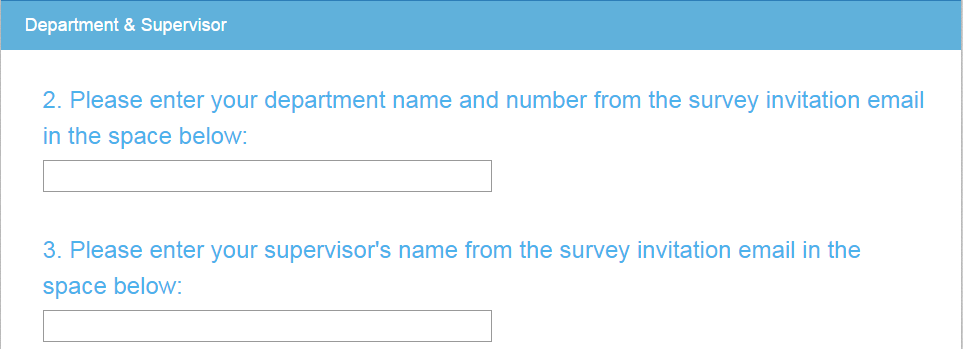 Department & Supervisor
2. Please enter your department name and number from the survey invitation email
in the space below:
3. Please enter your supervisor's name from the survey invitation email in the
space below: